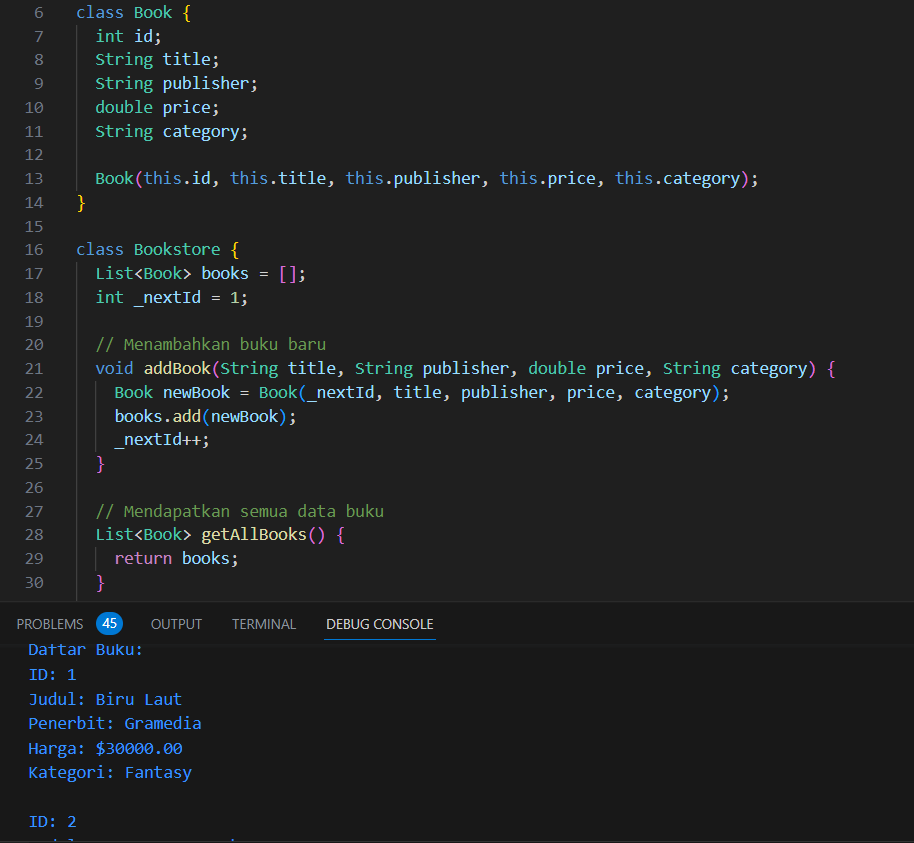 6 class Book {
7 int id;
8 String title;
9 String publisher;
10 double price;
11 String category;
12
13 Book(this.id, this.title, this.publisher, this.price, this.category);
14 }
15
16 class Bookstore {
17 List<Book> books = [];
18 int _nextId = 1;
19
20 // Menambahkan buku baru
21 void addBook(String title, String publisher, double price, String category) {
22 Book newBook = Book(_nextId, title, publisher, price, category);
23 books.add(newBook);
24 _nextId++;
25 }
26
27 // Mendapatkan semua data buku
28 List<Book> getAllBooks() {
29 return books;
30 }
PROBLEMS 45 OUTPUT TERMINAL DEBUG CONSOLE
Daftar Buku:
ID: 1
Judul: Biru Laut
Penerbit: Gramedia
Harga: $30000.00
Kategori: Fantasy
ID: 2